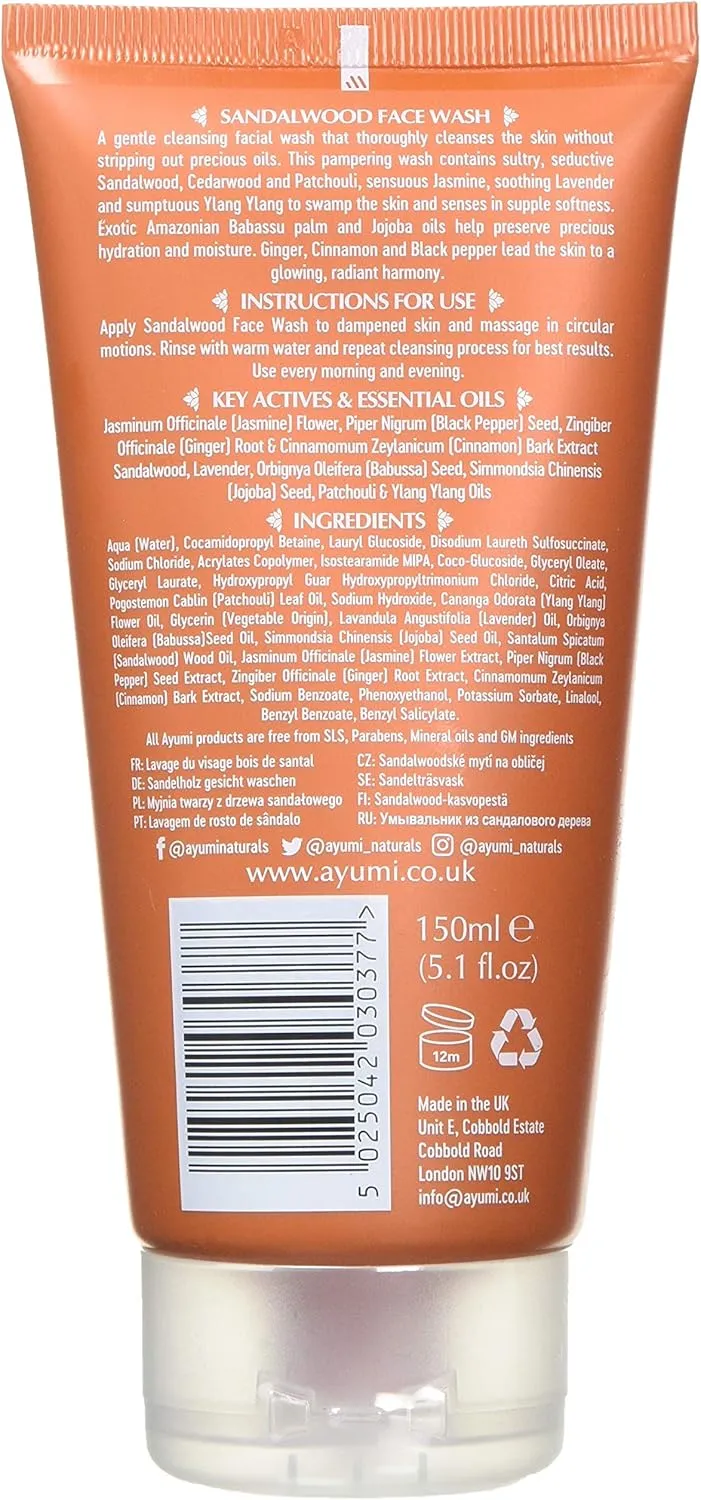 SANDALWOOD FACE WASH
A gentle cleansing facial wash that thoroughly cleanses the skin without
stripping out precious oils. This pampering wash contains sultry, seductive
Sandalwood, Cedarwood and Patchouli, sensuous Jasmine, soothing Lavender
and sumptuous Ylang Ylang to swamp the skin and senses in supple softness.
Exotic Amazonian Babassu palm and Jojoba oils help preserve precious
hydration and moisture. Ginger, Cinnamon and Black pepper lead the skin to a
glowing, radiant harmony.
INSTRUCTIONS FOR USE
Apply Sandalwood Face Wash to dampened skin and massage in circular
motions. Rinse with warm water and repeat cleansing process for best results.
Use every morning and evening.
KEY ACTIVES & ESSENTIAL OILS
Jasminum Officinale (Jasmine) Flower, Piper Nigrum (Black Pepper) Seed, Zingiber
Officinale (Ginger) Root & Cinnamomum Zeylanicum (Cinnamon) Bark Extract
Sandalwood, Lavender, Orbignya Oleifera (Babussa) Seed, Simmondsia Chinensis
(Jojoba) Seed, Patchouli & Ylang Ylang Oils
INGREDIENTS
Aqua (Water), Cocamidopropyl Betaine, Lauryl Glucoside, Disodium Laureth Sulfosuccinate,
Sodium Chloride, Acrylates Copolymer, Isostearamide MIPA, Coco-Glucoside, Glyceryl Oleate,
Glyceryl Laurate, Hydroxypropyl Guar Hydroxypropyltrimonium Chloride, Citric Acid,
Pogostemon Cablin (Patchouli) Leaf Oil, Sodium Hydroxide, Cananga Odorata (Ylang Ylang)
Flower Oil, Glycerin (Vegetable Origin), Lavandula Angustifolia (Lavender) Oil, Orbignya
Oleifera (Babussa)Seed Oil, Simmondsia Chinensis (Jojoba) Seed Oil, Santalum Spicatum
(Sandalwood) Wood Oil, Jasminum Officinale (Jasmine) Flower Extract, Piper Nigrum (Black
Pepper) Seed Extract, Zingiber Officinale (Ginger) Root Extract, Cinnamomum Zeylanicum
(Cinnamon) Bark Extract, Sodium Benzoate, Phenoxyethanol, Potassium Sorbate, Linalool,
Benzyl Benzoate, Benzyl Salicylate.
All Ayumi products are free from SLS, Parabens, Mineral oils and GM ingredients
FR: Lavage du visage bois de santal
DE: Sandelholz gesicht waschen
PL: Myjnia twarzy z drzewa sandałowego
PT: Lavagem de rosto de sândalo
CZ: Sandalwoodské mytí na obličej
SE: Sandelträsvask
FI: Sandalwood-kasvopestä
RU: Умывальник из сандалового дерева
@ayuminaturals @ayumi_naturals @ayumi_naturals
www.ayumi.co.uk
5 025042 030377 >
150ml e
(5.1 fl.oz)
12m
Made in the UK
Unit E, Cobbold Estate
Cobbold Road
London NW10 9ST
info@ayumi.co.uk